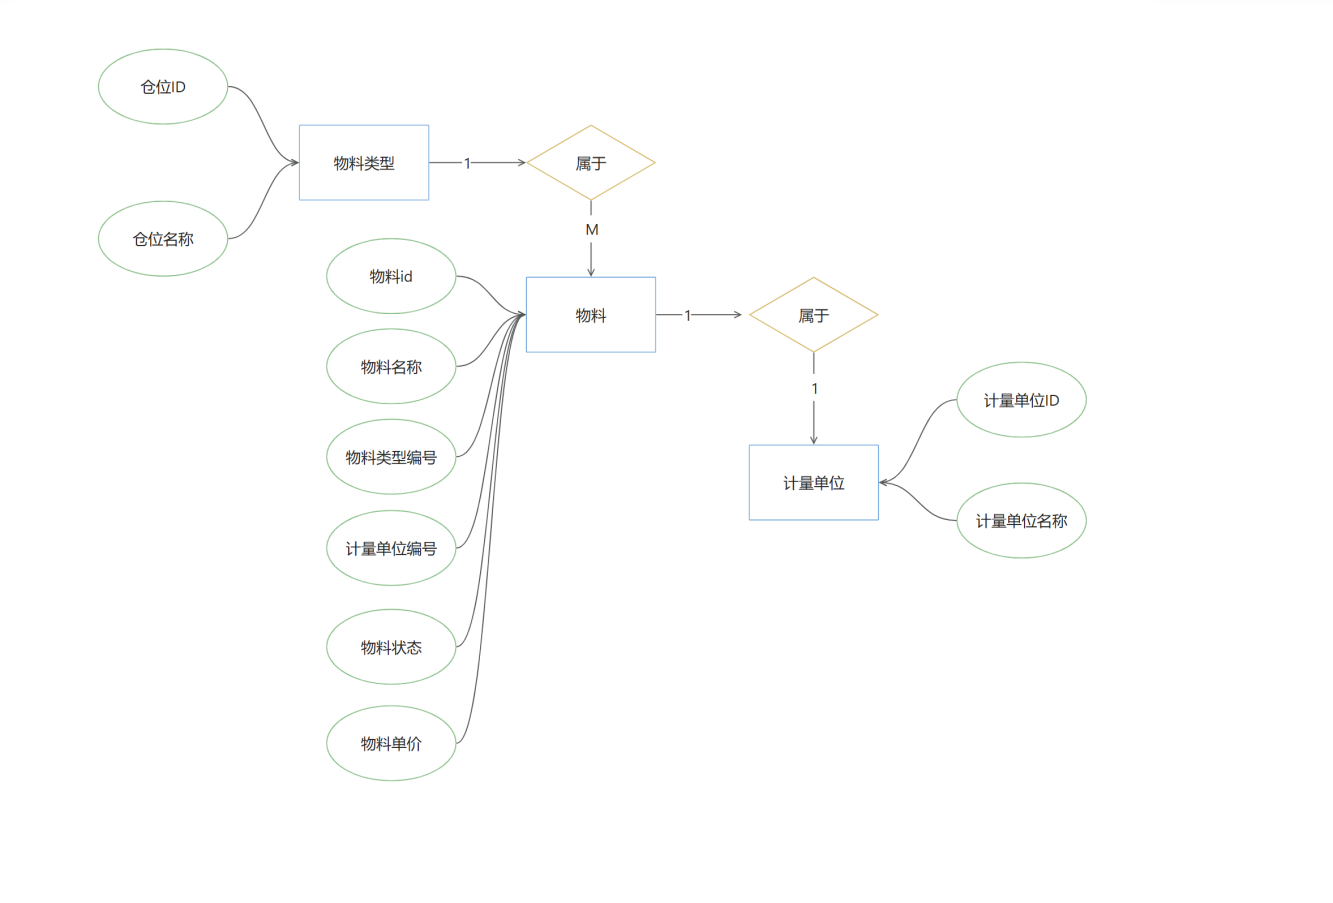 仓位ID
物料类型
1
属于
仓位名称
M
物料id
物料
1
属于
物料名称
1
计量单位ID
物料类型编号
计量单位
计量单位名称
计量单位编号
物料状态
物料单价